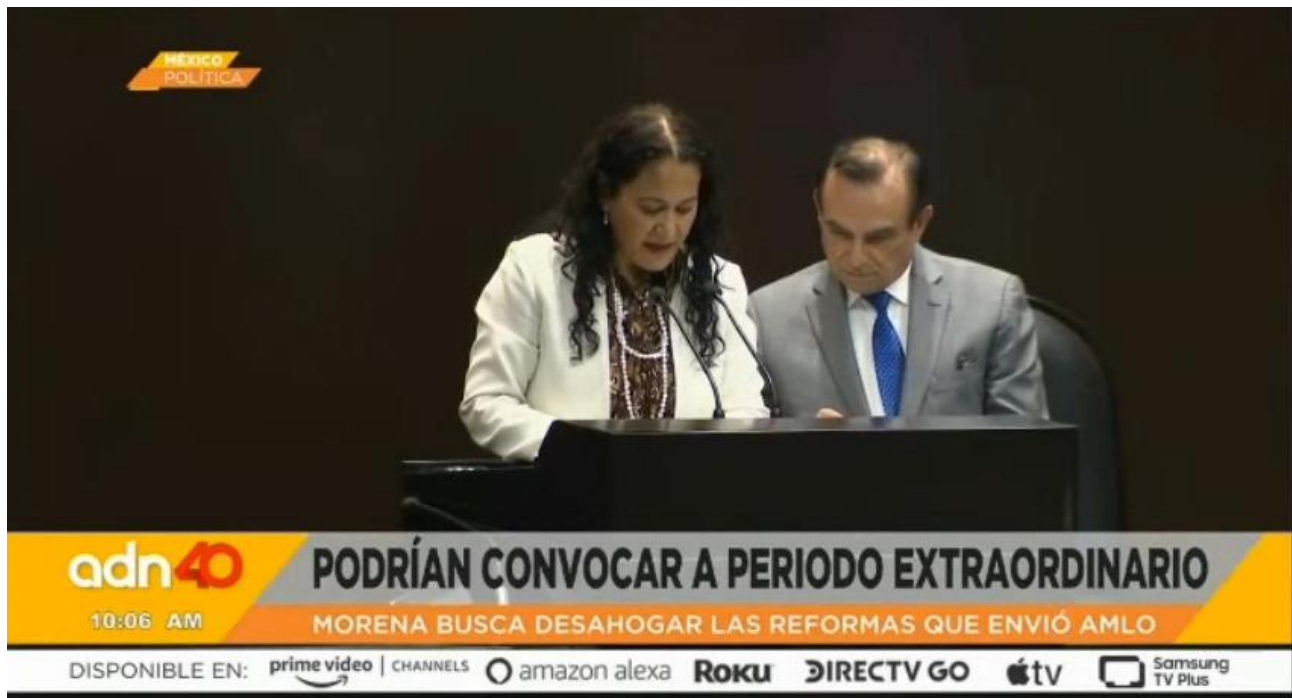 MÉXICO
POLÍTICA
adn40
PODRÍAN CONVOCAR A PERIODO EXTRAORDINARIO
10:06 AM
MORENA BUSCA DESAHOGAR LAS REFORMAS QUE ENVIÓ AMLO
DISPONIBLE EN: prime video | CHANNELS amazon alexa ROKU DIRECTV GO tv Samsung TV Plus